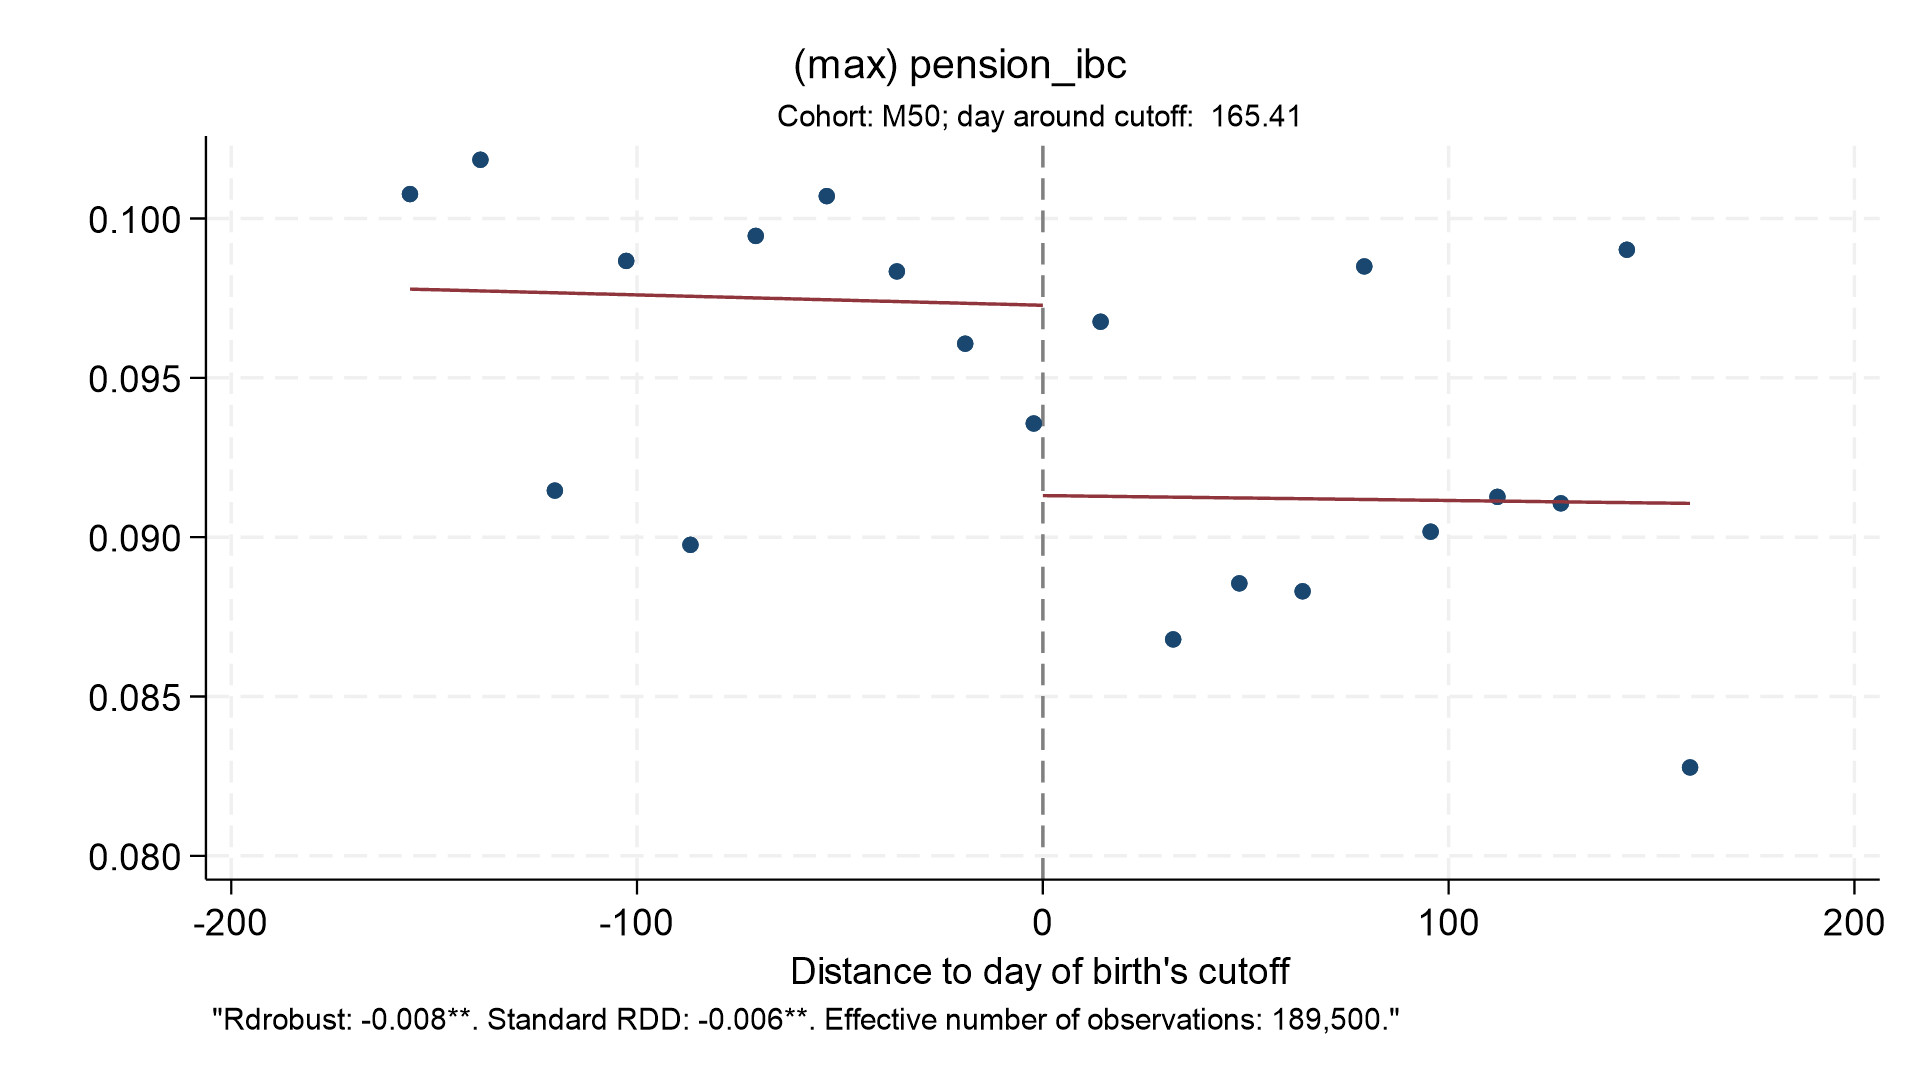 (max) pension_ibc
Cohort: M50; day around cutoff:  165.41
0.100
0.095
0.090
0.085
0.080
-200
-100
0
100
200
Distance to day of birth's cutoff
"Rdrobust: -0.008**. Standard RDD: -0.006**. Effective number of observations: 189,500."